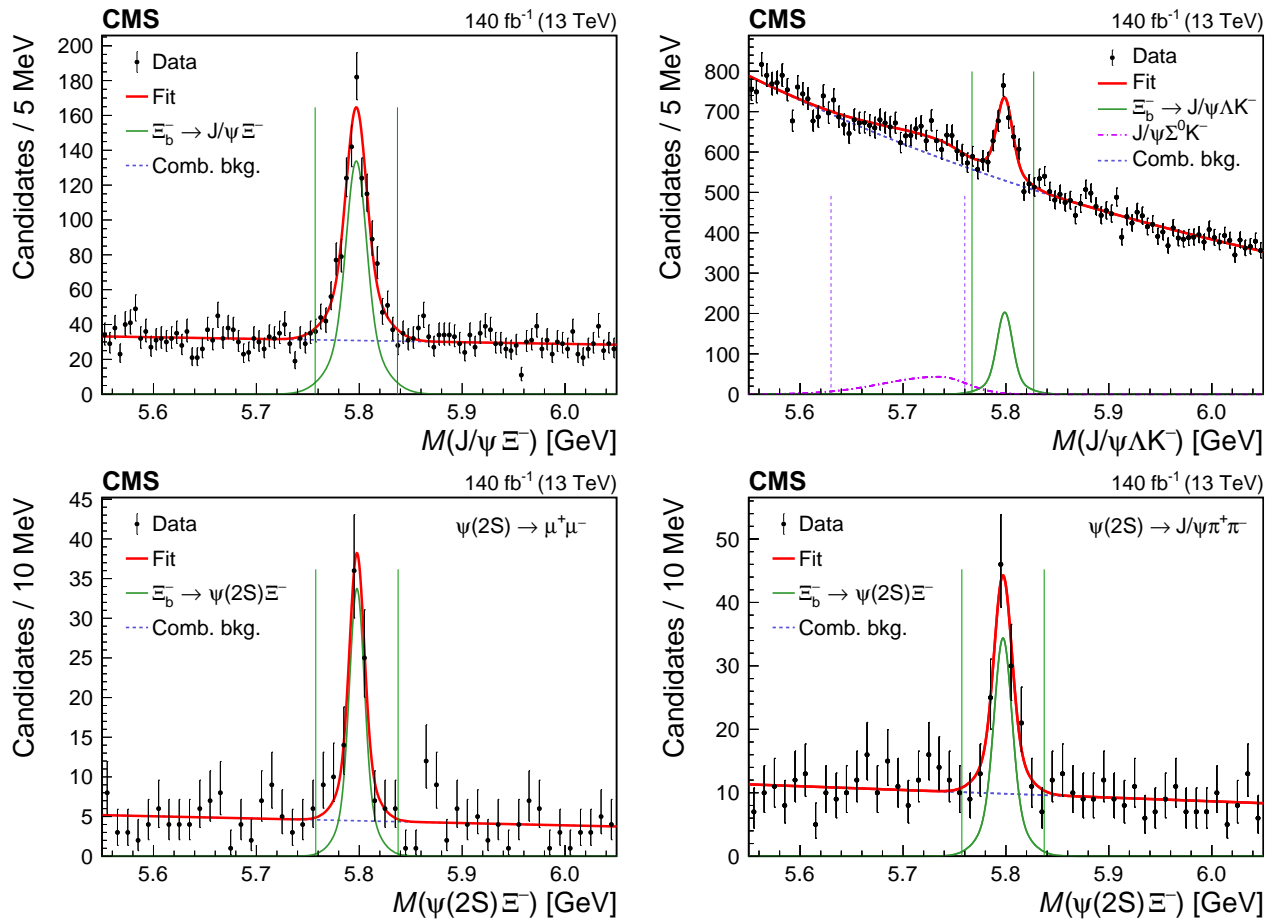 CMS 140 fb⁻¹ (13 TeV)
Candidates / 5 MeV
200
180
160
140
120
100
80
60
40
20
0
Data
Fit
Ξb⁻ → J/ψ Ξ⁻
Comb. bkg.
5.6 5.7 5.8 5.9 6.0
M(J/ψ Ξ⁻) [GeV]
CMS 140 fb⁻¹ (13 TeV)
Candidates / 5 MeV
800
700
600
500
400
300
200
100
0
Data
Fit
Ξb⁻ → J/ψΛK⁻
J/ψΣ⁰K⁻
Comb. bkg.
5.6 5.7 5.8 5.9 6.0
M(J/ψΛK⁻) [GeV]
CMS 140 fb⁻¹ (13 TeV)
Candidates / 10 MeV
45
40
35
30
25
20
15
10
5
0
Data
Fit
Ξb⁻ → ψ(2S)Ξ⁻
Comb. bkg.
ψ(2S) → μ⁺μ⁻
5.6 5.7 5.8 5.9 6.0
M(ψ(2S)Ξ⁻) [GeV]
CMS 140 fb⁻¹ (13 TeV)
Candidates / 10 MeV
50
40
30
20
10
0
Data
Fit
Ξb⁻ → ψ(2S)Ξ⁻
Comb. bkg.
ψ(2S) → J/ψπ⁺π⁻
5.6 5.7 5.8 5.9 6.0
M(ψ(2S)Ξ⁻) [GeV]